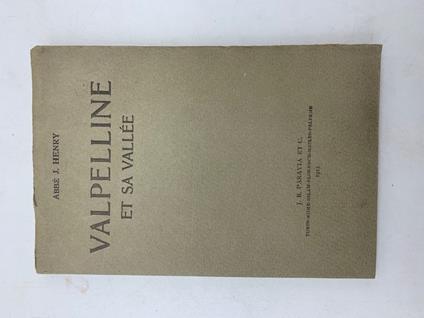 ABBÉ J. HENRY
VALPELLINE
ET SA VALLÉE
J. B. PARAVIA ET C.